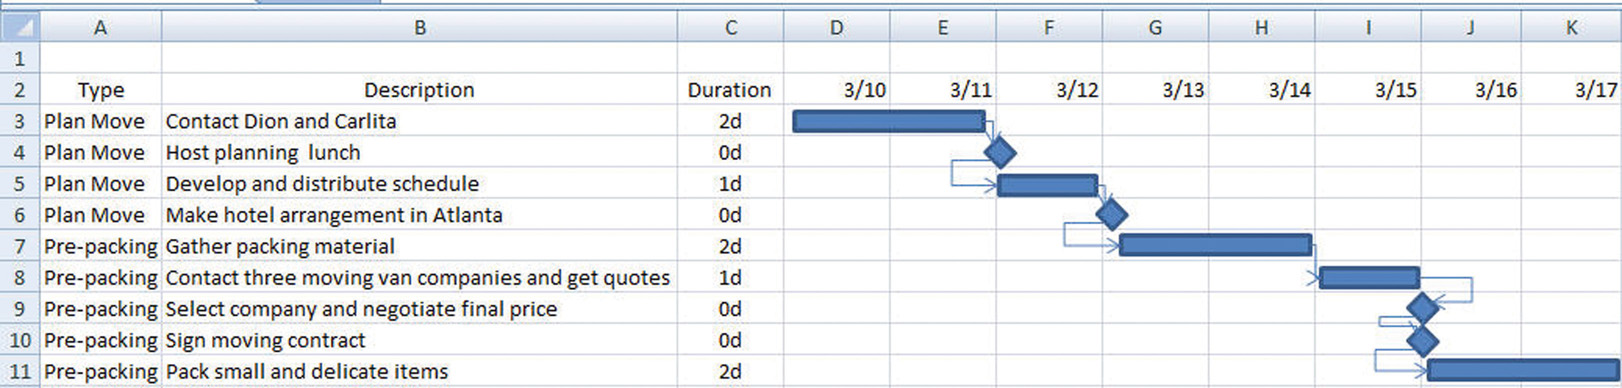 A B C D E F G H I J K
1
2 Type Description Duration 3/10 3/11 3/12 3/13 3/14 3/15 3/16 3/17
3 Plan Move Contact Dion and Carlita 2d
4 Plan Move Host planning lunch 0d
5 Plan Move Develop and distribute schedule 1d
6 Plan Move Make hotel arrangement in Atlanta 0d
7 Pre-packing Gather packing material 2d
8 Pre-packing Contact three moving van companies and get quotes 1d
9 Pre-packing Select company and negotiate final price 0d
10 Pre-packing Sign moving contract 0d
11 Pre-packing Pack small and delicate items 2d